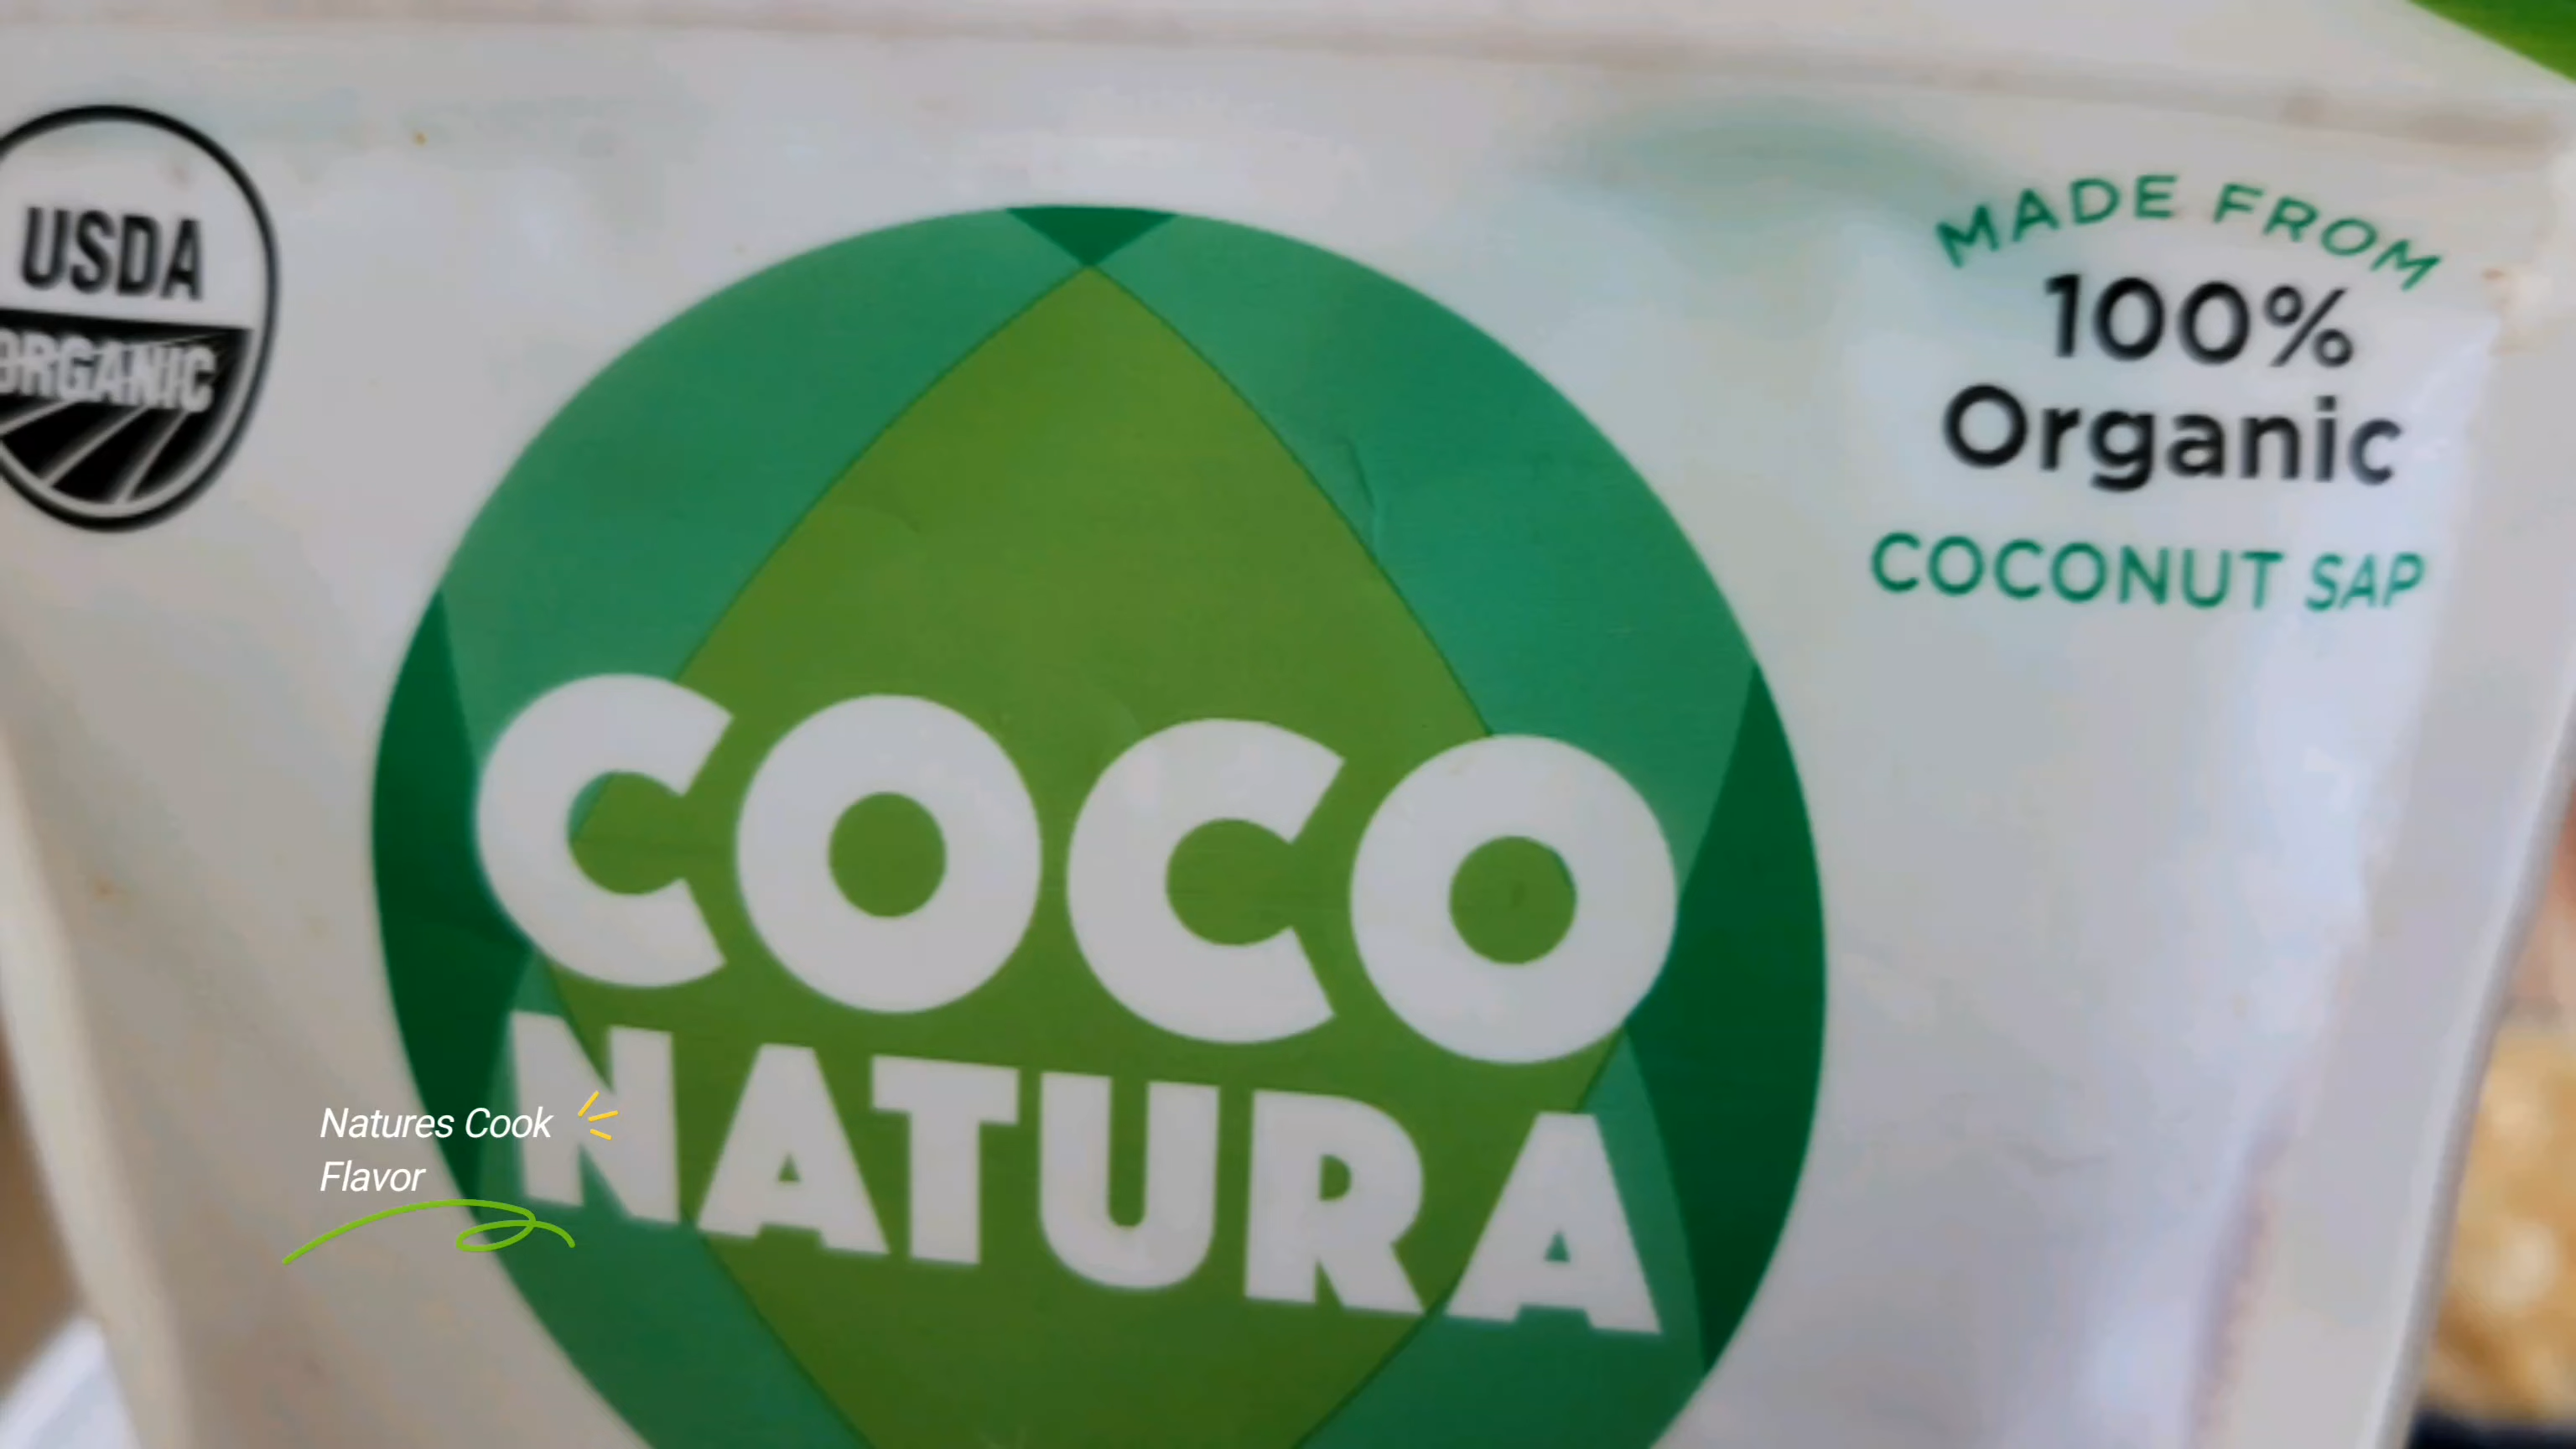 USDA
ORGANIC
MADE FROM
100%
Organic
COCONUT SAP
COCO
NATURA
Natures Cook
Flavor